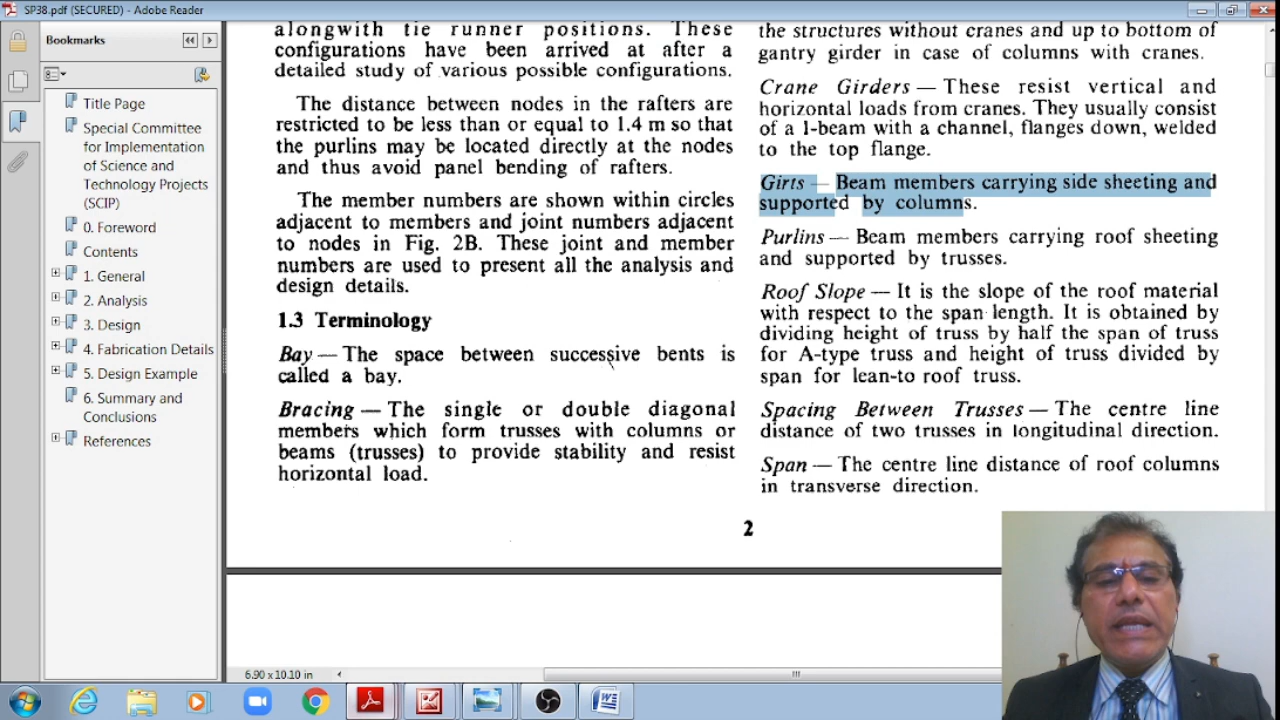 SP38.pdf (SECURED) - Adobe Reader
Bookmarks
Title Page
Special Committee
for Implementation
of Science and
Technology Projects
(SCIP)
0. Foreword
Contents
1. General
2. Analysis
3. Design
4. Fabrication Details
5. Design Example
6. Summary and
Conclusions
References
alongwith tie runner positions. These
configurations have been arrived at after a
detailed study of various possible configurations.
The distance between nodes in the rafters are
restricted to be less than or equal to 1.4 m so that
the purlins may be located directly at the nodes
and thus avoid panel bending of rafters.
The member numbers are shown within circles
adjacent to members and joint numbers adjacent
to nodes in Fig. 2B. These joint and member
numbers are used to present all the analysis and
design details.
1.3 Terminology
Bay — The space between successive bents is
called a bay.
Bracing — The single or double diagonal
members which form trusses with columns or
beams (trusses) to provide stability and resist
horizontal load.
the structures without cranes and up to bottom of
gantry girder in case of columns with cranes.
Crane Girders — These resist vertical and
horizontal loads from cranes. They usually consist
of a I-beam with a channel, flanges down, welded
to the top flange.
Girts — Beam members carrying side sheeting and
supported by columns.
Purlins — Beam members carrying roof sheeting
and supported by trusses.
Roof Slope — It is the slope of the roof material
with respect to the span length. It is obtained by
dividing height of truss by half the span of truss
for A-type truss and height of truss divided by
span for lean-to roof truss.
Spacing Between Trusses — The centre line
distance of two trusses in longitudinal direction.
Span — The centre line distance of roof columns
in transverse direction.
2
6.90 x 10.10 in